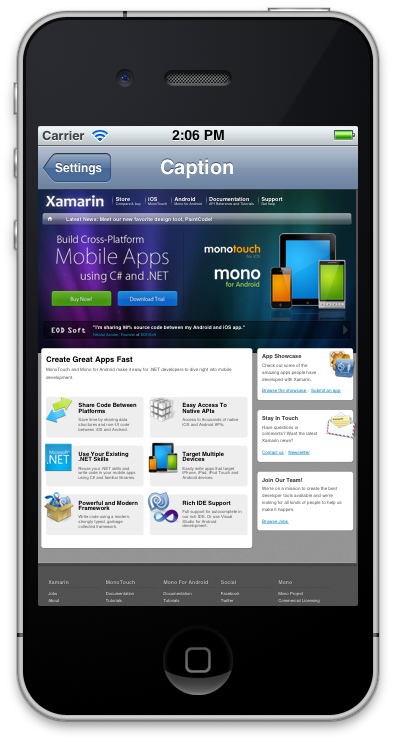 Carrier 2:06 PM
Settings
Caption
Xamarin
Store
Compare & buy
iOS
MonoTouch
Android
Mono for Android
Documentation
API References and Tutorials
Support
Get help
Latest News: Meet our new favorite design tool, PaintCode!
Build Cross-Platform
Mobile Apps
using C# and .NET
Buy Now!
Download Trial
monotouch
for iOS
mono
for Android
EOD Soft
"I'm sharing 98% source code between my Android and iOS app."
Founder of EOD Soft
Create Great Apps Fast
MonoTouch and Mono for Android make it easy for .NET developers to dive right into mobile
development.
Share Code Between
Platforms
Save time by sharing data
structures and non-UI code
between iOS and Android.
Easy Access To
Native APIs
Access to thousands of native
iOS and Android APIs.
Microsoft
.NET
Use Your Existing
.NET Skills
Reuse your .NET skills and
write code in your mobile apps
using C# and familiar libraries.
Target Multiple
Devices
Easily write apps that target
iPhone, iPad, iPod Touch and
Android devices.
Powerful and Modern
Framework
Write code using a modern,
strongly typed, garbage
collected framework.
Rich IDE Support
Full support for autocomplete in
our rich IDE. Or use Visual
Studio for Android
development.
App Showcase
Check out some of the
amazing apps people have
developed with Xamarin.
Browse the showcase
Submit an app
Stay In Touch
Have questions or
comments? Want the latest
Xamarin news?
Contact us
Newsletter
Join Our Team!
We're on a mission to create the best
developer tools available and we're
looking for all kinds of people to help us
make it happen.
Browse Jobs
Xamarin
Jobs
About
MonoTouch
Documentation
Tutorials
Mono For Android
Documentation
Tutorials
Social
Facebook
Twitter
Mono
Mono Project
Commercial Licensing